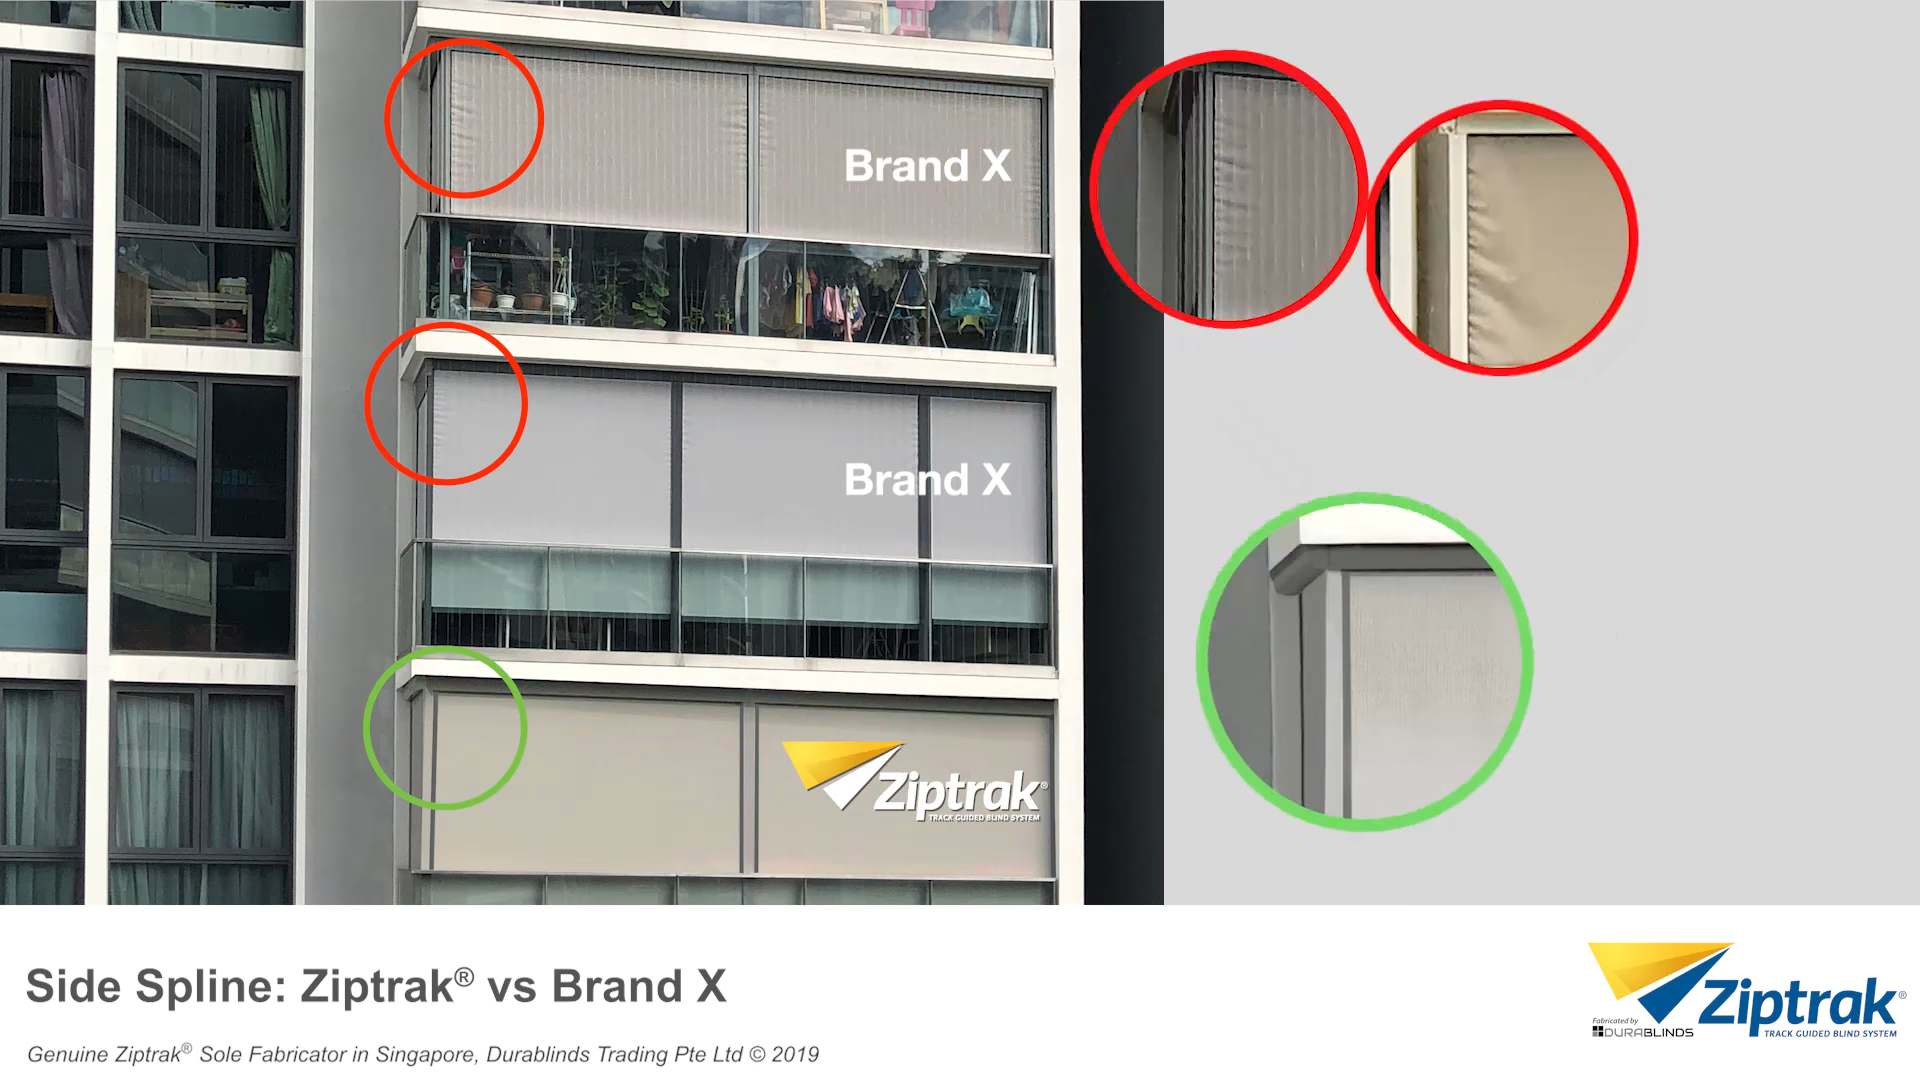 Brand X
Brand X
Ziptrak®
TRACK GUIDED BLIND SYSTEM
Side Spline: Ziptrak® vs Brand X
Genuine Ziptrak® Sole Fabricator in Singapore, Durablinds Trading Pte Ltd © 2019
Ziptrak®
Fabricated by
DURABLINDS
TRACK GUIDED BLIND SYSTEM